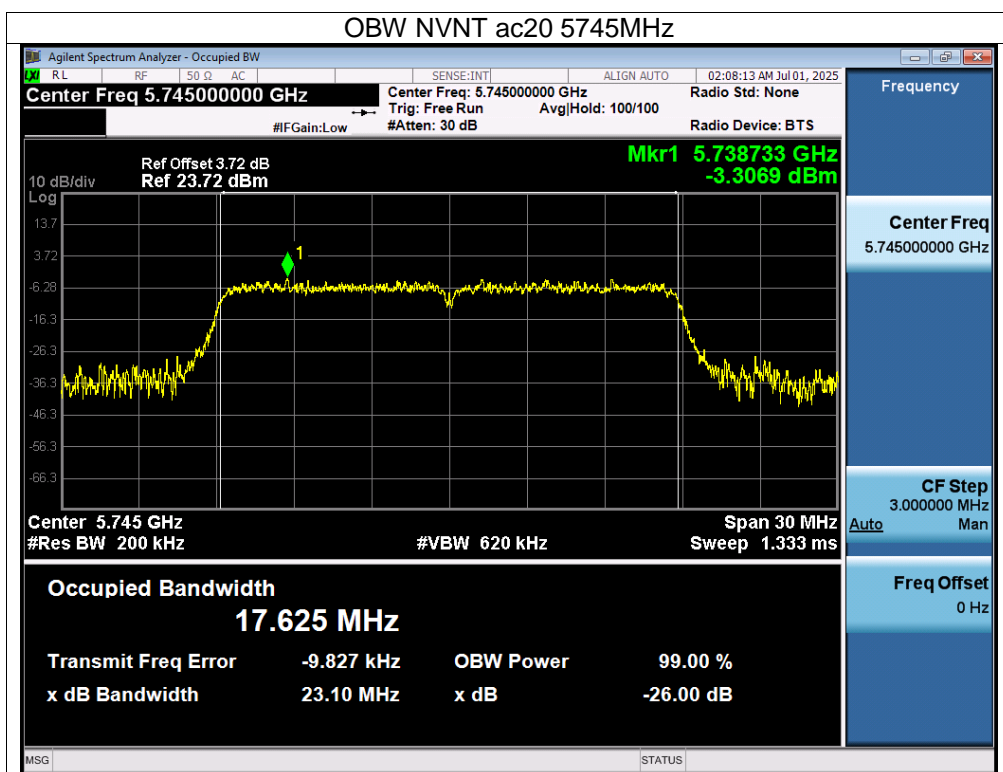 OBW NVNT ac20 5745MHz
Agilent Spectrum Analyzer - Occupied BW
LXI RL RF 50 Ω AC SENSE:INT ALIGN AUTO 02:08:13 AM Jul 01, 2025
Center Freq 5.745000000 GHz
Center Freq: 5.745000000 GHz Radio Std: None
Trig: Free Run Avg|Hold: 100/100
#IFGain:Low #Atten: 30 dB Radio Device: BTS
Mkr1 5.738733 GHz
-3.3069 dBm
Ref Offset 3.72 dB
10 dB/div Ref 23.72 dBm
Log
13.7
3.72
-6.28
-16.3
-26.3
-36.3
-46.3
-56.3
-66.3
1
Center 5.745 GHz Span 30 MHz
#Res BW 200 kHz #VBW 620 kHz Sweep 1.333 ms
Occupied Bandwidth
17.625 MHz
Transmit Freq Error -9.827 kHz OBW Power 99.00 %
x dB Bandwidth 23.10 MHz x dB -26.00 dB
MSG STATUS
Frequency
Center Freq
5.745000000 GHz
CF Step
3.000000 MHz
Auto Man
Freq Offset
0 Hz